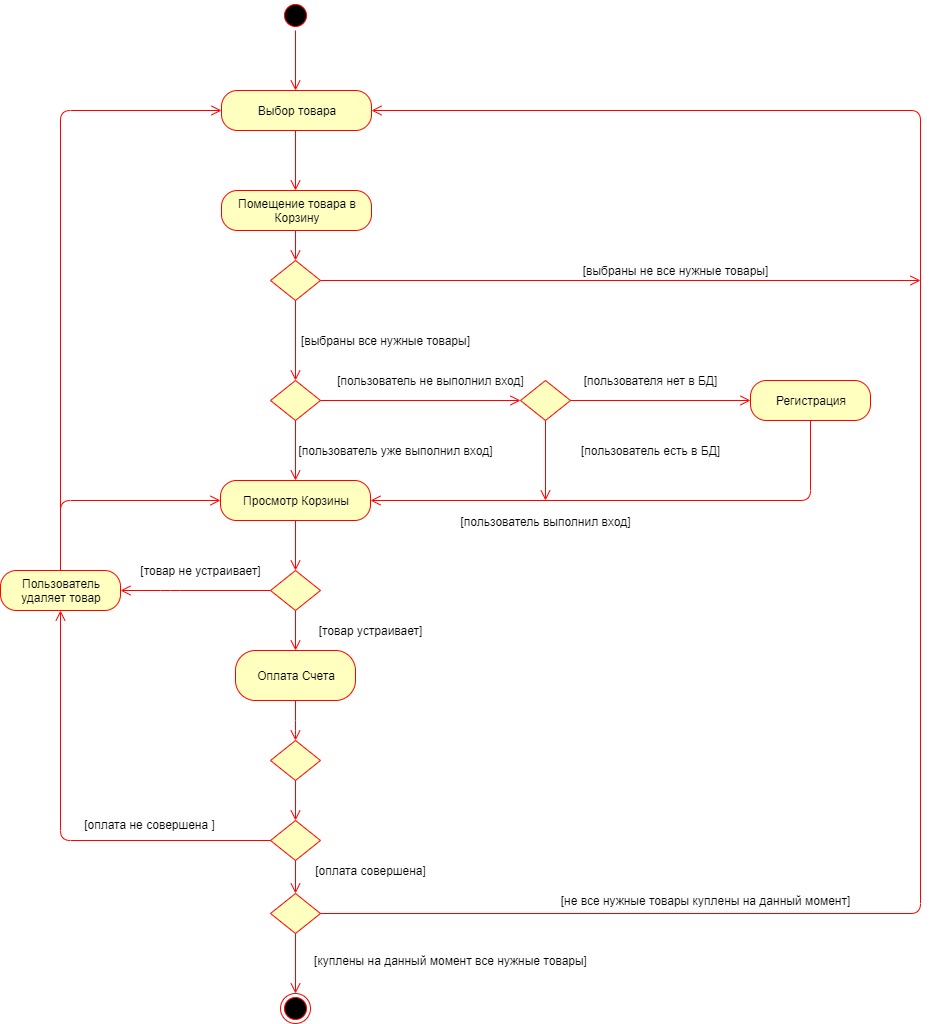 Выбор товара
Помещение товара в
Корзину
[выбраны не все нужные товары]
[выбраны все нужные товары]
[пользователь не выполнил вход]
[пользователя нет в БД]
Регистрация
[пользователь уже выполнил вход]
[пользователь есть в БД]
Просмотр Корзины
[пользователь выполнил вход]
[товар не устраивает]
Пользователь
удаляет товар
[товар устраивает]
Оплата Счета
[оплата не совершена ]
[оплата совершена]
[не все нужные товары куплены на данный момент]
[куплены на данный момент все нужные товары]